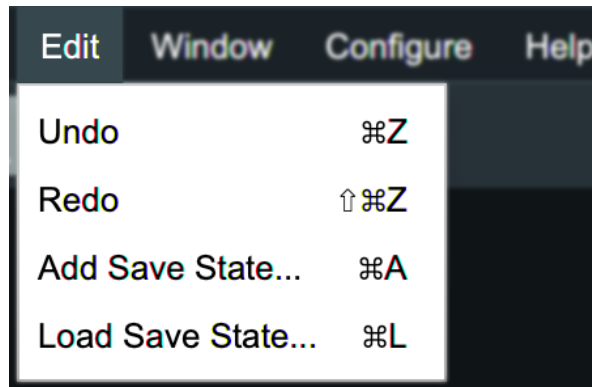 Edit Window Configure Help
Undo ⌘Z
Redo ⇧⌘Z
Add Save State... ⌘A
Load Save State... ⌘L